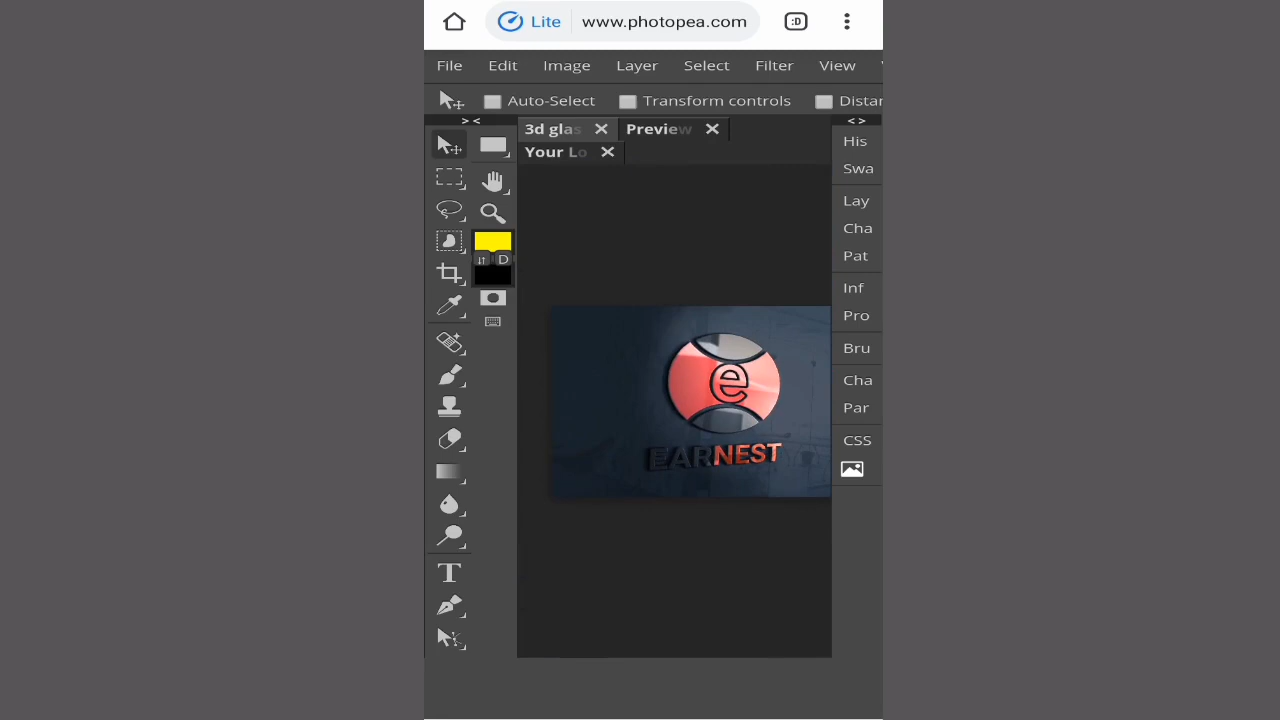 Lite www.photopea.com :D
File Edit Image Layer Select Filter View
Auto-Select Transform controls Distar
> < < >
3d glas Preview
Your Lo
His
Swa
Lay
Cha
Pat
Inf
Pro
Bru
Cha
Par
CSS
D
T
e
EARNEST